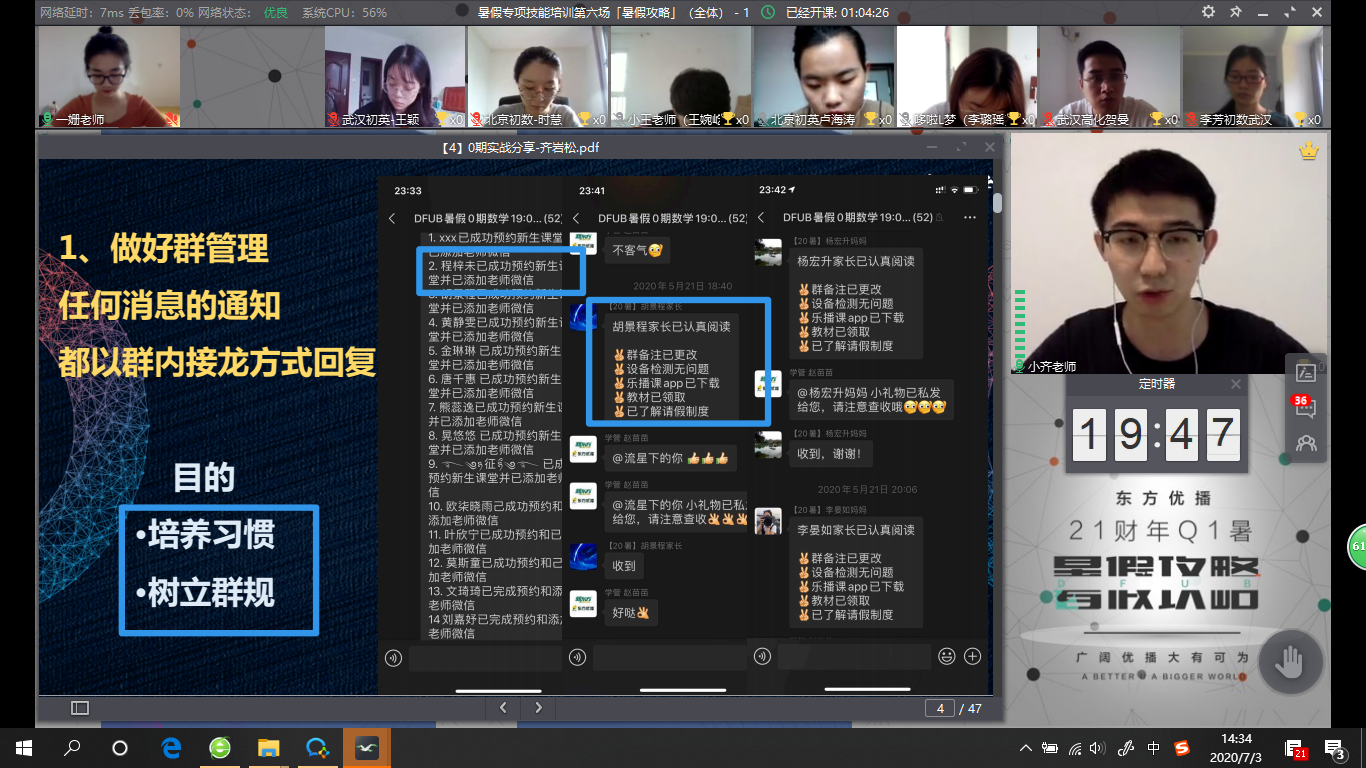 网络延时: 7ms 丢包率: 0% 网络状态: 优良 系统CPU: 56%
暑假专项技能培训第六场「暑假攻略」 (全体) - 1
已经开课: 01:04:26
一姗老师
武汉初英-王颖
x0
北京初数-时慧
x0
小王老师（王婉
x0
北京初英卢海涛
x0
哆啦L梦（李璐瑶
x0
武汉高化贺晏
x0
李芳初数武汉
x0
【4】0期实战分享-齐岩松.pdf
1、做好群管理
任何消息的通知
都以群内接龙方式回复
目的
•培养习惯
•树立群规
23:33
DFUB暑假0期数学19:0... (52)
1. xxx已成功预约新生课堂
已添加老师微信
2. 程梓未已成功预约新生讠
堂并已添加老师微信
堂并已添加老师微信
4. 黄静雯已成功预约新生
堂并已添加老师微信
5. 金琳琳 已成功预约新生
堂并已添加老师微信
6. 唐千惠 已成功预约新生
堂并已添加老师微信
7. 熊蕊逸已成功预约新生课
并已添加老师微信
8. 晃悠悠 已成功预约新生
堂并已添加老师微信
9.
征
已成
预约新生课堂并已添加老师微
信
10. 欧柒晓雨己成功预约和
添加老师微信
11. 叶欣宁已成功预约和已
加老师微信
12. 莫斯童已成功预约和己
加老师微信
13. 文琦琦已完成预约和添
老师微信
14刘嘉妤已完成预约和添加
老师微信
23:41
DFUB暑假0期数学19:0... (52)
不客气😅
2020年5月21日 18:40
【20暑】胡景程家长
胡景程家长已认真阅读
✌群备注已更改
✌设备检测无问题
✌乐播课app已下载
✌教材已领取
✌已了解请假制度
学管 赵苗苗
@流星下的你 👍👍👍
学管 赵苗苗
@流星下的你 小礼物已私
给您，请注意查收👏👏👏
【20暑】胡景程家长
收到
学管 赵苗苗
好哒👏
23:42
DFUB暑假0期数学19:0... (52)
【20暑】杨宏升妈妈
杨宏升家长已认真阅读
✌群备注已更改
✌设备检测无问题
✌乐播课app已下载
✌教材已领取
✌已了解请假制度
学管 赵苗苗
@杨宏升妈妈 小礼物已私发
给您，请注意查收哦😅😅😅
【20暑】杨宏升妈妈
收到，谢谢！
2020年5月21日 20:06
【20暑】李晏如妈妈
李晏如家长已认真阅读
✌群备注已更改
✌设备检测无问题
✌乐播课app已下载
✌教材已领取
✌已了解请假制度
4 / 47
小齐老师
定时器
19:47
36
61
东方优播
21财年Q1暑
暑假攻略
D F U B
广阔优播大有可为
A BETTER U A BIGGER WORLD
中
14:34
2020/7/3
21
3